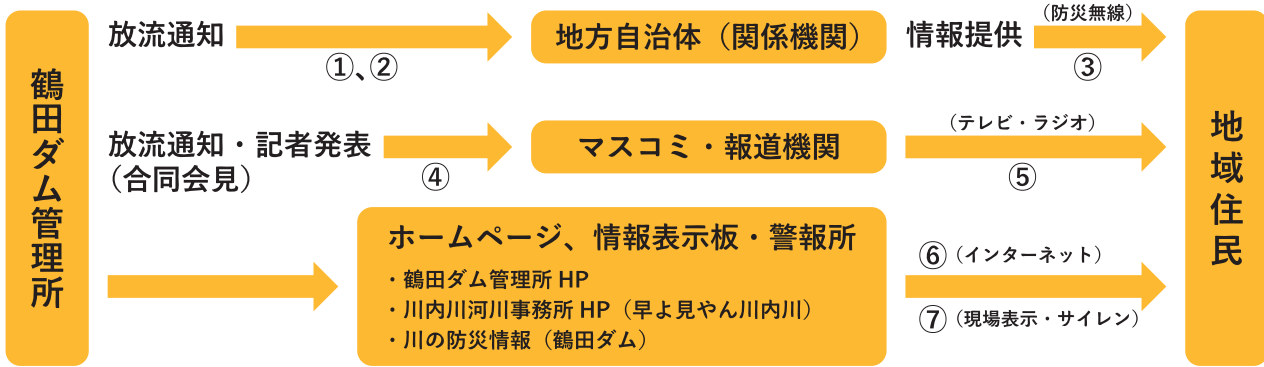 鶴田ダム管理所
放流通知
①、②
地方自治体（関係機関）
情報提供
（防災無線）
③
放流通知・記者発表
（合同会見）
④
マスコミ・報道機関
（テレビ・ラジオ）
⑤
ホームページ、情報表示板・警報所
・鶴田ダム管理所 HP
・川内川河川事務所 HP（早よ見やん川内川）
・川の防災情報（鶴田ダム）
⑥（インターネット）
⑦（現場表示・サイレン）
地域住民